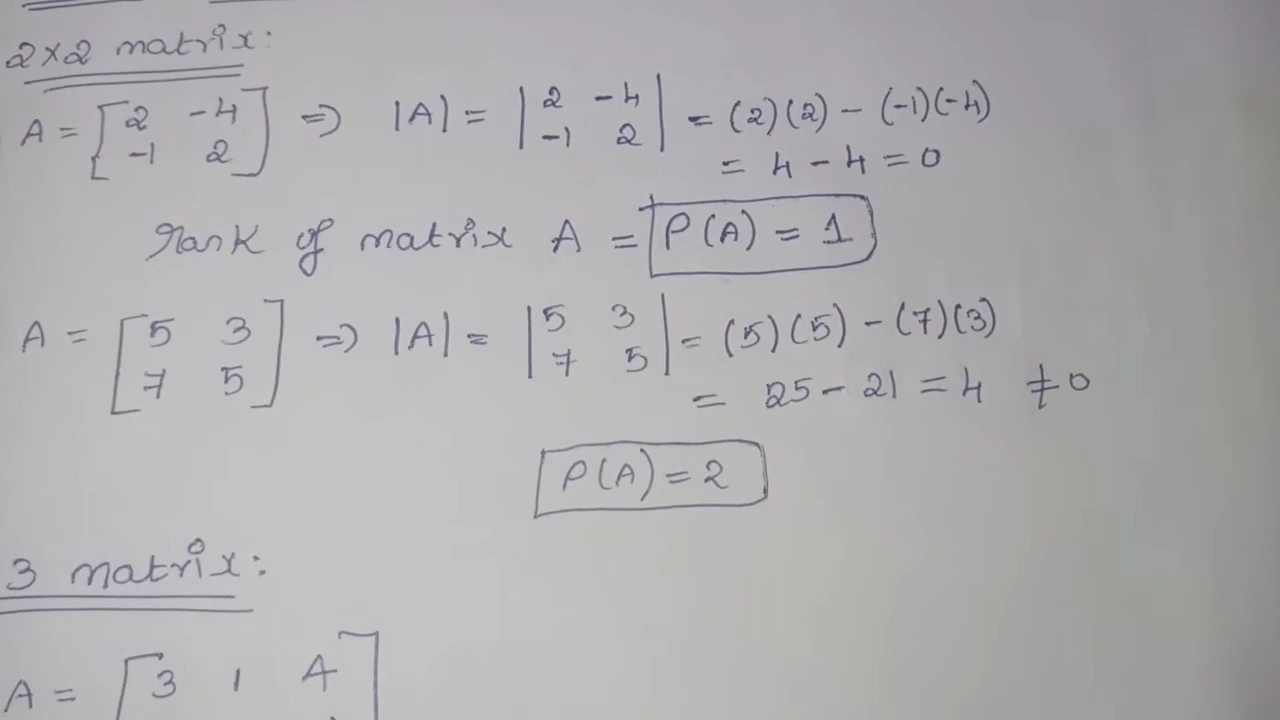 2×2 matrix:
A = [2 -4 -1 2] ⇒ |A| = |2 -4 -1 2| = (2)(2) - (-1)(-4)
= 4 - 4 = 0
rank of matrix A = ρ(A) = 1
A = [5 3 7 5] ⇒ |A| = |5 3 7 5| = (5)(5) - (7)(3)
= 25 - 21 = 4 ≠ 0
ρ(A) = 2
3 matrix:
A = [3 1 4]